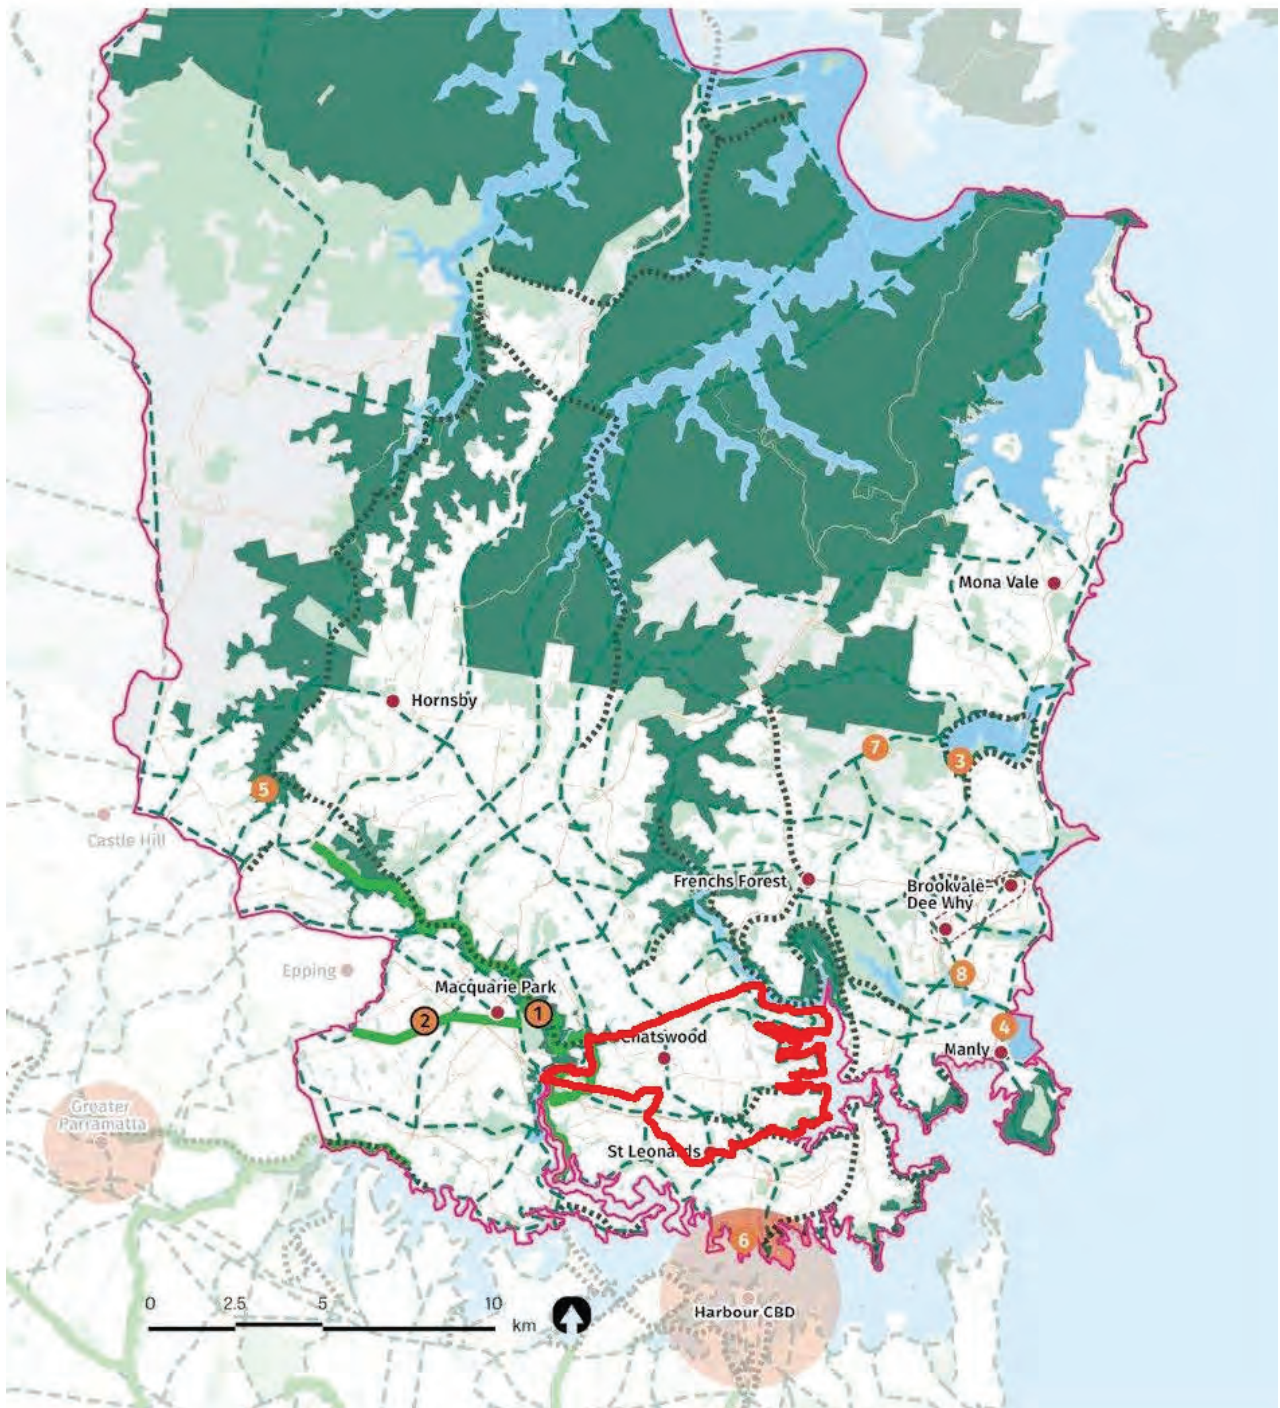 Mona Vale
Hornsby
7
3
5
Castle Hill
Frenchs Forest
Brookvale-
Dee Why
Epping
8
Macquarie Park
2
1
4
Chatswood
Manly
Greater
Parramatta
St Leonards
6
0
2.5
5
10
km
Harbour CBD